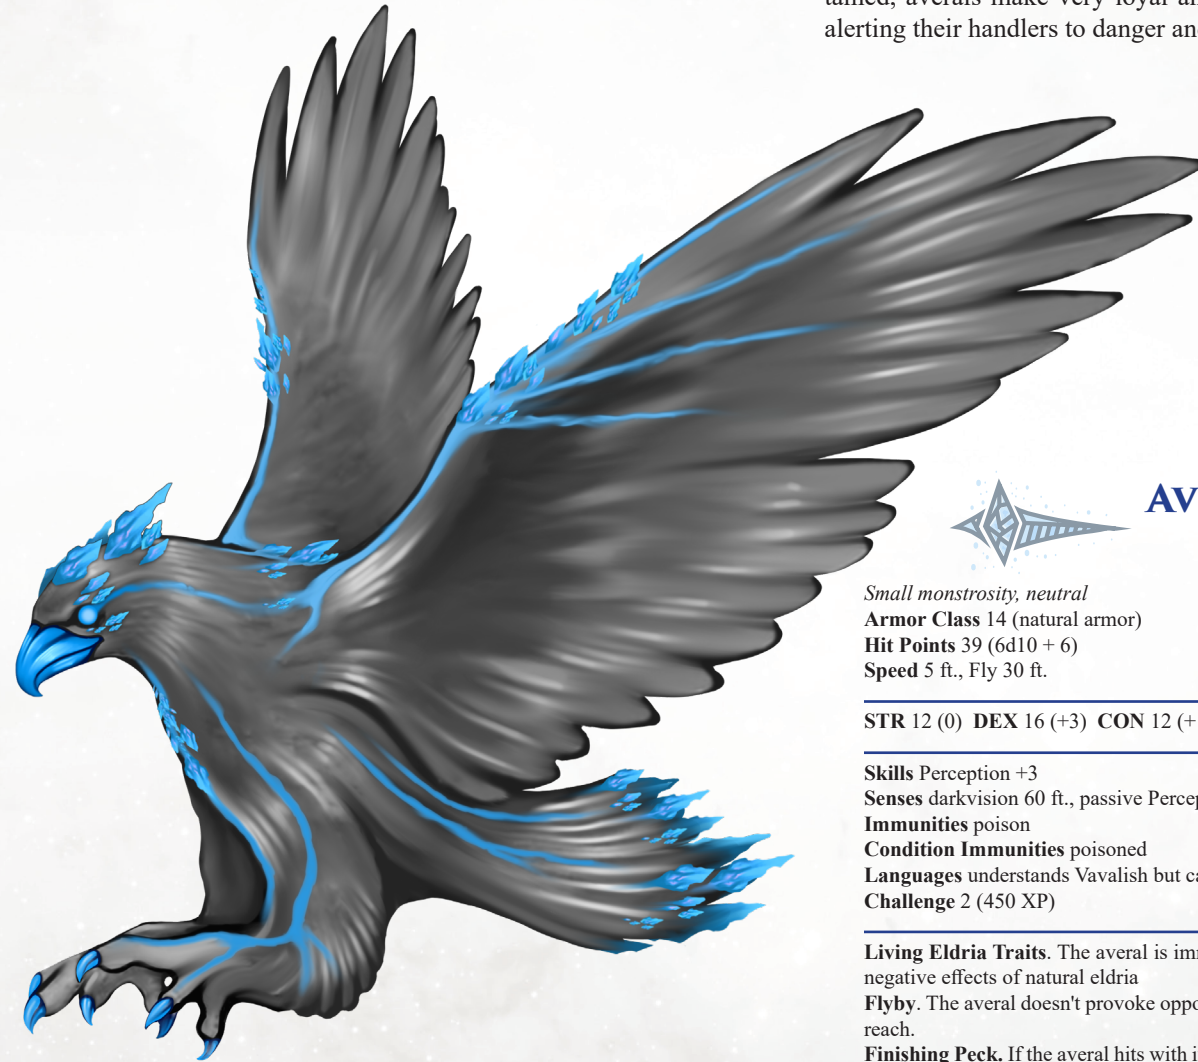 tamed, averals make very loyal an
alerting their handlers to danger an
Av
Small monstrosity, neutral
Armor Class 14 (natural armor)
Hit Points 39 (6d10 + 6)
Speed 5 ft., Fly 30 ft.
STR 12 (0) DEX 16 (+3) CON 12 (+
Skills Perception +3
Senses darkvision 60 ft., passive Percep
Immunities poison
Condition Immunities poisoned
Languages understands Vavalish but ca
Challenge 2 (450 XP)
Living Eldria Traits. The averal is imm
negative effects of natural eldria
Flyby. The averal doesn't provoke oppo
reach.
Finishing Peck. If the averal hits with i